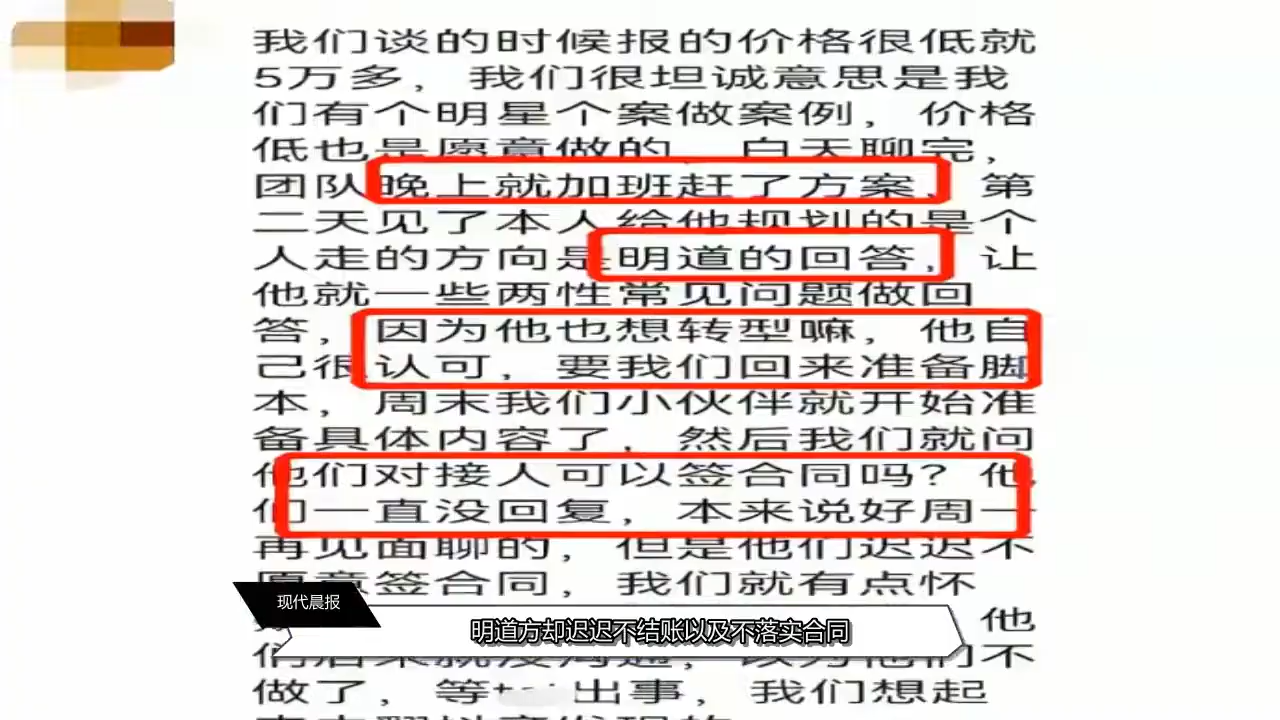 我们谈的时候报的价格很低就
5万多，我们很坦诚意思是我
们有个明星个案做案例，价格
低也是愿意做的，白天聊完，
团队晚上就加班赶了方案，第
二天见了本人给他规划的是个
人走的方向是明道的回答，让
他就一些两性常见问题做回
答，因为他也想转型嘛，他自
己很认可，要我们回来准备脚
本，周末我们小伙伴就开始准
备具体内容了，然后我们就问
他们对接人可以签合同吗？他
们一直没回复，本来说好周一
再见面聊的，但是他们迟迟不
愿意签合同，我们就有点怀
他
现代晨报
明道方却迟迟不结账以及不落实合同
们后来就没沟通，以为他们不
做了，等 出事，我们想起